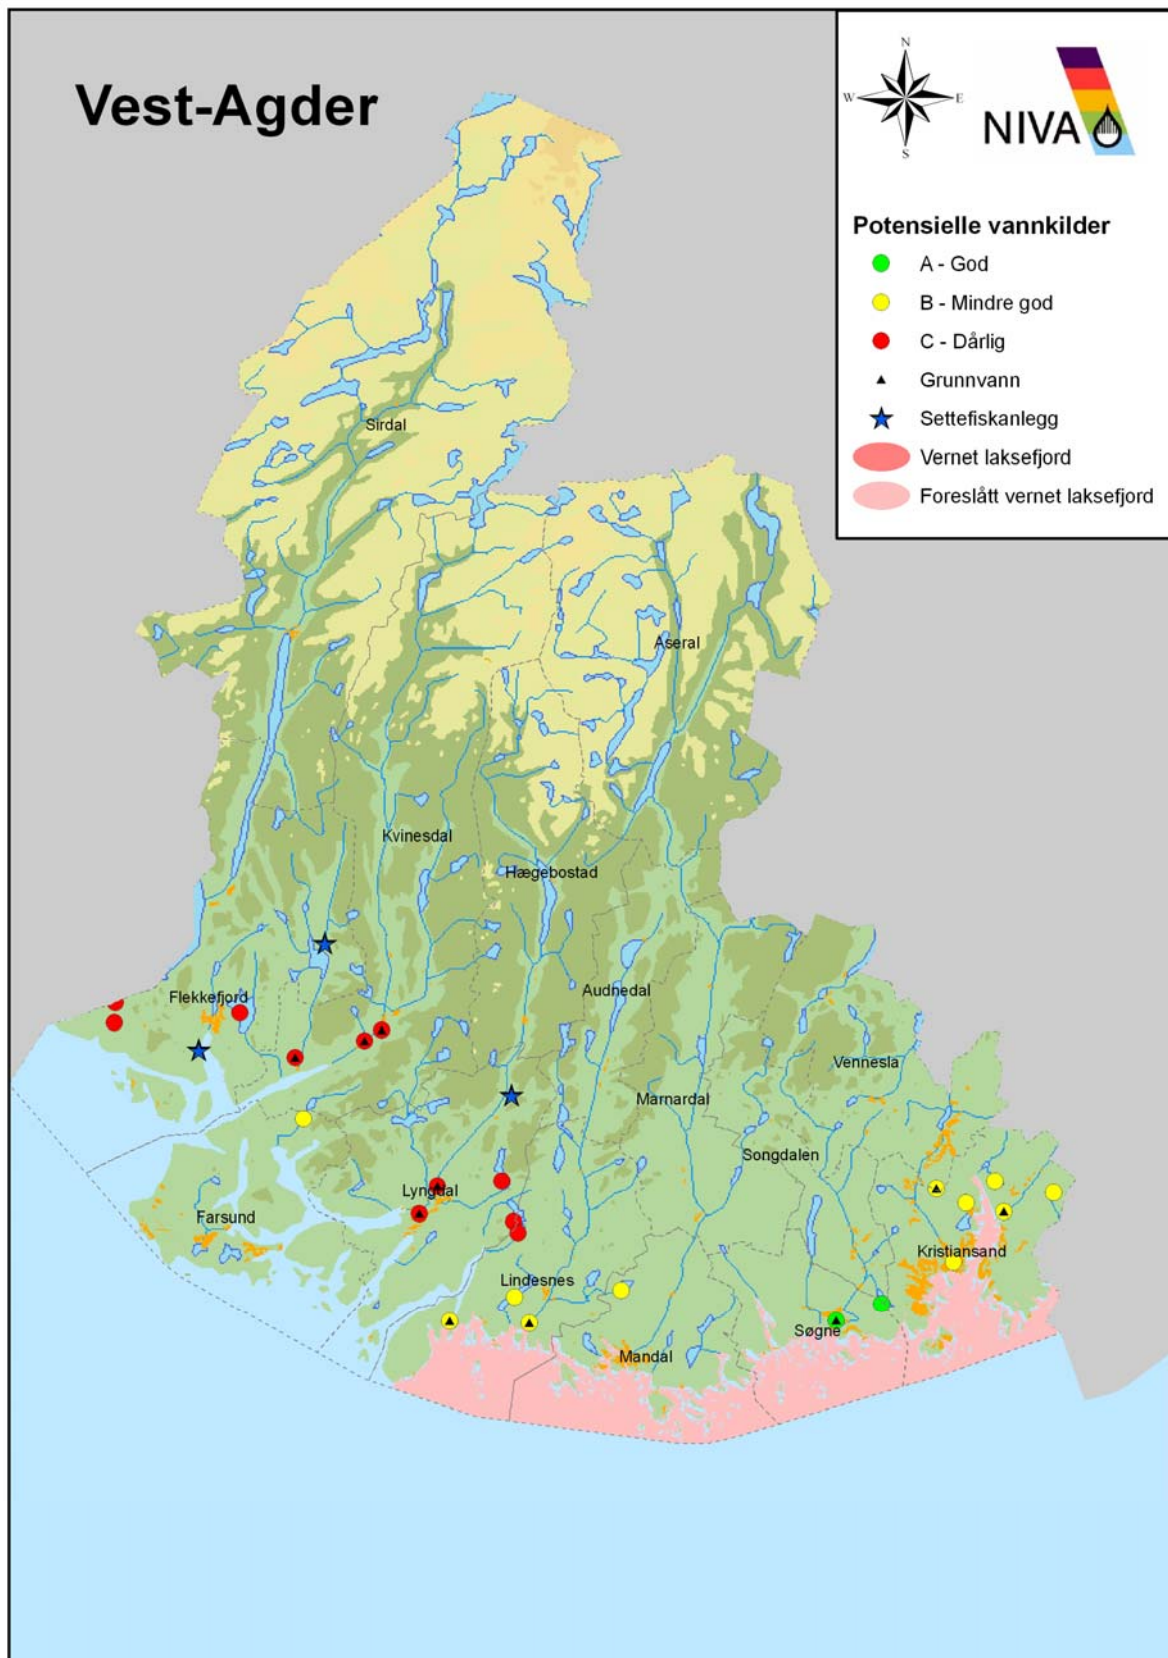 Vest-Agder
N
W E
S
NIVA
Potensielle vannkilder
A - God
B - Mindre god
C - Dårlig
Grunnvann
Settefiskanlegg
Vernet laksefjord
Foreslått vernet laksefjord
Sirdal
Aseral
Kvinesdal
Hægebostad
Audnedal
Flekkefjord
Vennesla
Marnardal
Songdalen
Lyngdal
Farsund
Kristiansand
Lindesnes
Søgne
Mandal